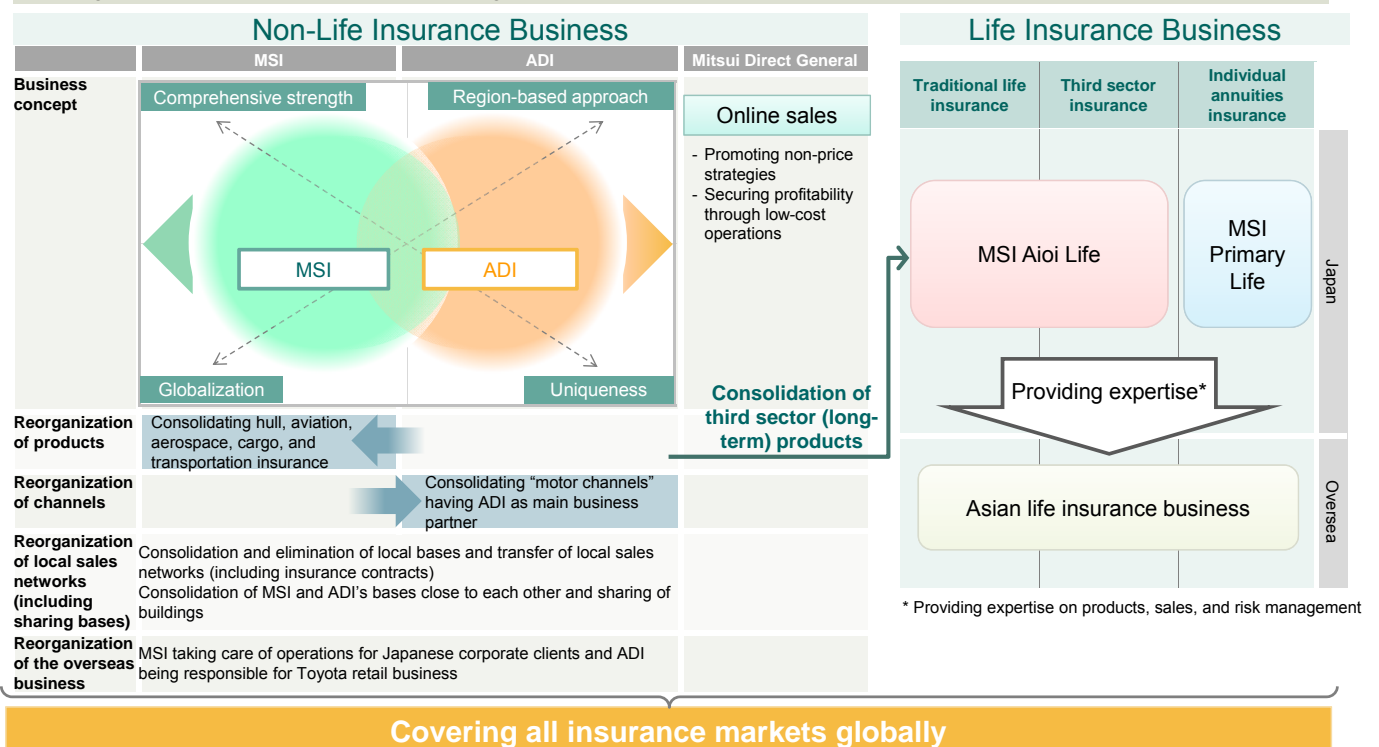 Non-Life Insurance Business
MSI
ADI
Mitsui Direct General
Business
concept
Comprehensive strength
Region-based approach
MSI
ADI
Globalization
Uniqueness
Online sales
- Promoting non-price
strategies
- Securing profitability
through low-cost
operations
Reorganization
of products
Consolidating hull, aviation,
aerospace, cargo, and
transportation insurance
Consolidation of
third sector (long-
term) products
Reorganization
of channels
Consolidating “motor channels”
having ADI as main business
partner
Reorganization
of local sales
networks
(including
sharing bases)
Consolidation and elimination of local bases and transfer of local sales
networks (including insurance contracts)
Consolidation of MSI and ADI’s bases close to each other and sharing of
buildings
Reorganization
of the overseas
business
MSI taking care of operations for Japanese corporate clients and ADI
being responsible for Toyota retail business
Life Insurance Business
Traditional life
insurance
Third sector
insurance
Individual
annuities
insurance
MSI Aioi Life
MSI
Primary
Life
Japan
Providing expertise*
Asian life insurance business
Oversea
* Providing expertise on products, sales, and risk management
Covering all insurance markets globally